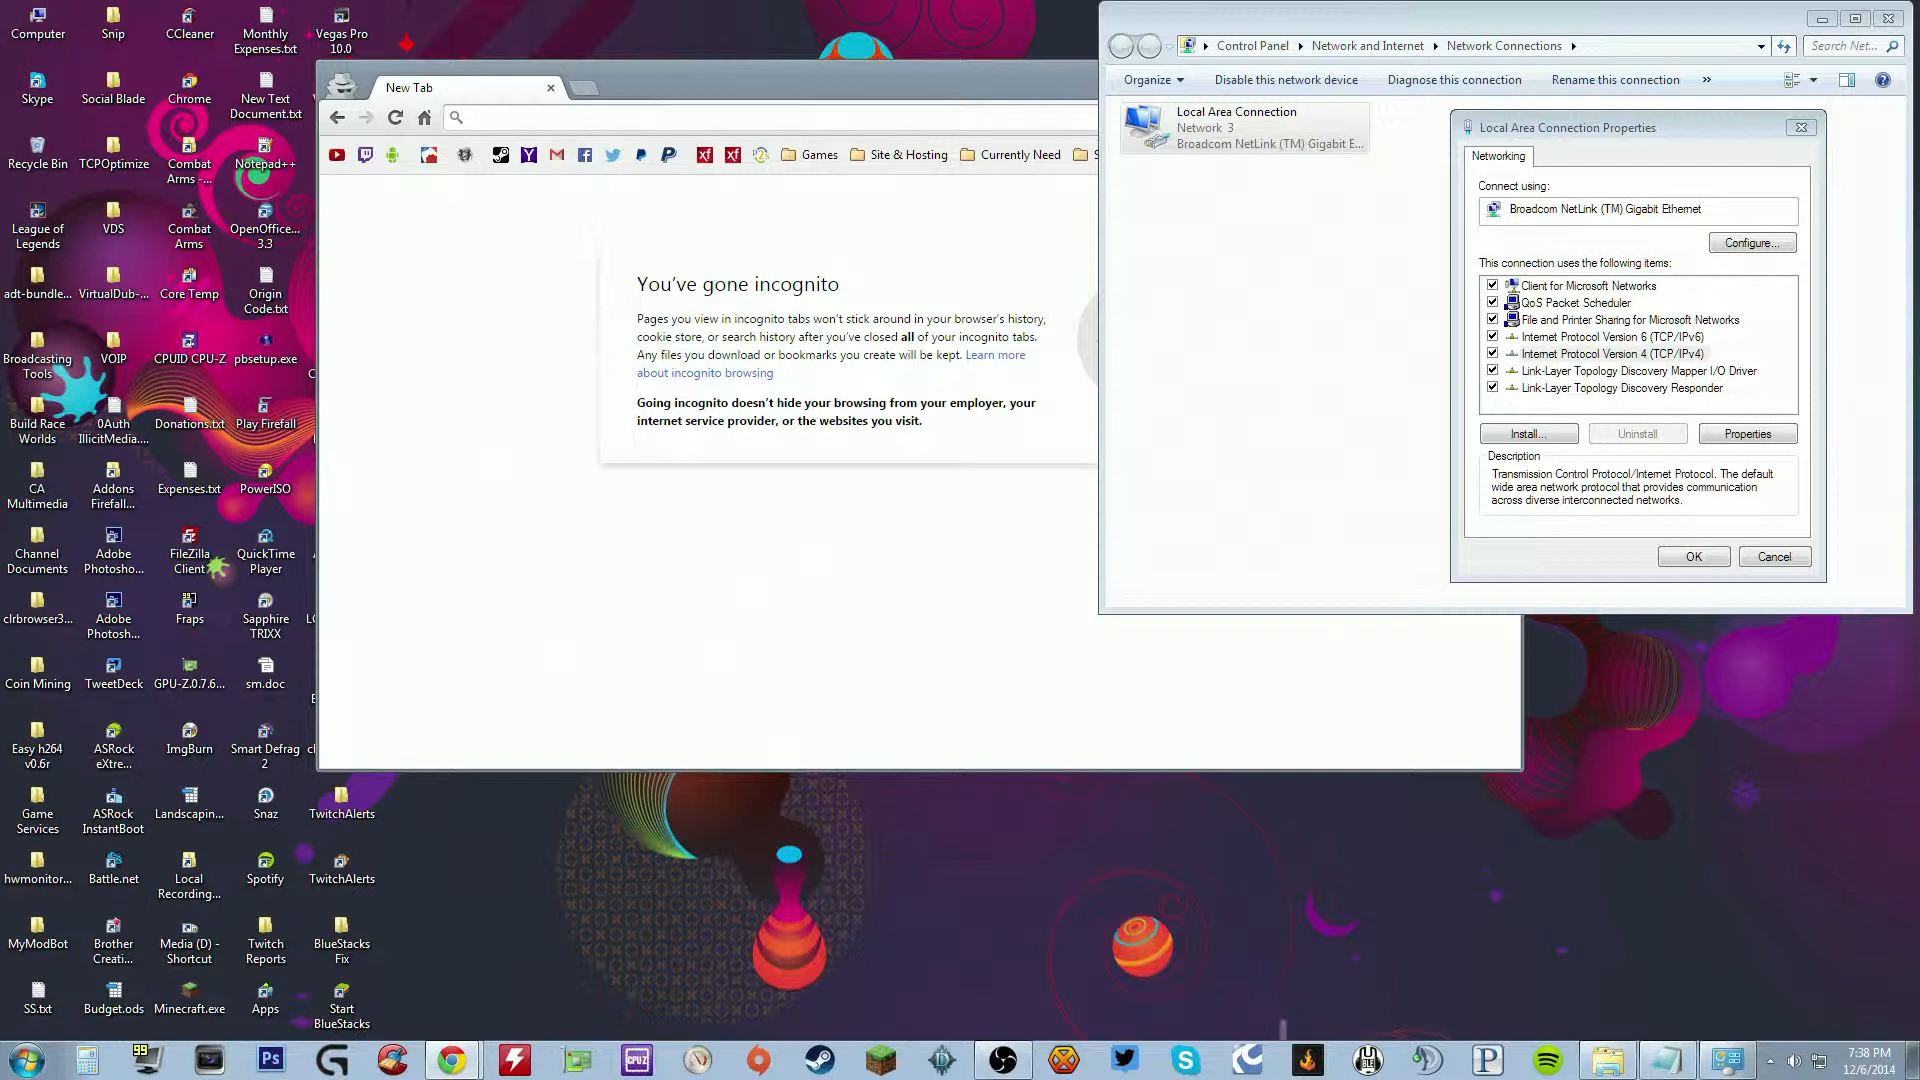 Computer
Snip
CCleaner
Monthly
Expenses.txt
Vegas Pro
10.0
Skype
Social Blade
Chrome
New Text
Document.txt
Recycle Bin
TCPOptimize
Combat
Arms -...
Notepad++
League of
Legends
VDS
Combat
Arms
OpenOffice...
3.3
adt-bundle...
VirtualDub-...
Core Temp
Origin
Code.txt
Broadcasting
Tools
VOIP
CPUID CPU-Z
pbsetup.exe
Build Race
Worlds
0Auth
IllicitMedia....
Donations.txt
Play Firefall
CA
Multimedia
Addons
Firefall...
Expenses.txt
PowerISO
Channel
Documents
Adobe
Photosho...
FileZilla
Client
QuickTime
Player
clrbrowser3...
Adobe
Photosh...
Fraps
Sapphire
TRIXX
Coin Mining
TweetDeck
GPU-Z.0.7.6...
sm.doc
Easy h264
v0.6r
ASRock
eXtre...
ImgBurn
Smart Defrag
2
Game
Services
ASRock
InstantBoot
Landscapin...
Snaz
TwitchAlerts
hwmonitor...
Battle.net
Local
Recording...
Spotify
TwitchAlerts
MyModBot
Brother
Creati...
Media (D) -
Shortcut
Twitch
Reports
BlueStacks
Fix
SS.txt
Budget.ods
Minecraft.exe
Apps
Start
BlueStacks
New Tab
Games
Site & Hosting
Currently Need
You've gone incognito
Pages you view in incognito tabs won't stick around in your browser's history,
cookie store, or search history after you've closed all of your incognito tabs.
Any files you download or bookmarks you create will be kept. Learn more
about incognito browsing
Going incognito doesn't hide your browsing from your employer, your
internet service provider, or the websites you visit.
Control Panel
Network and Internet
Network Connections
Search Net...
Organize
Disable this network device
Diagnose this connection
Rename this connection
»
Local Area Connection
Network 3
Broadcom NetLink (TM) Gigabit E...
Local Area Connection Properties
Networking
Connect using:
Broadcom NetLink (TM) Gigabit Ethernet
Configure...
This connection uses the following items:
Client for Microsoft Networks
QoS Packet Scheduler
File and Printer Sharing for Microsoft Networks
Internet Protocol Version 6 (TCP/IPv6)
Internet Protocol Version 4 (TCP/IPv4)
Link-Layer Topology Discovery Mapper I/O Driver
Link-Layer Topology Discovery Responder
Install...
Uninstall
Properties
Description
Transmission Control Protocol/Internet Protocol. The default
wide area network protocol that provides communication
across diverse interconnected networks.
OK
Cancel
99
Ps
CPUZ
7:38 PM
12/6/2014